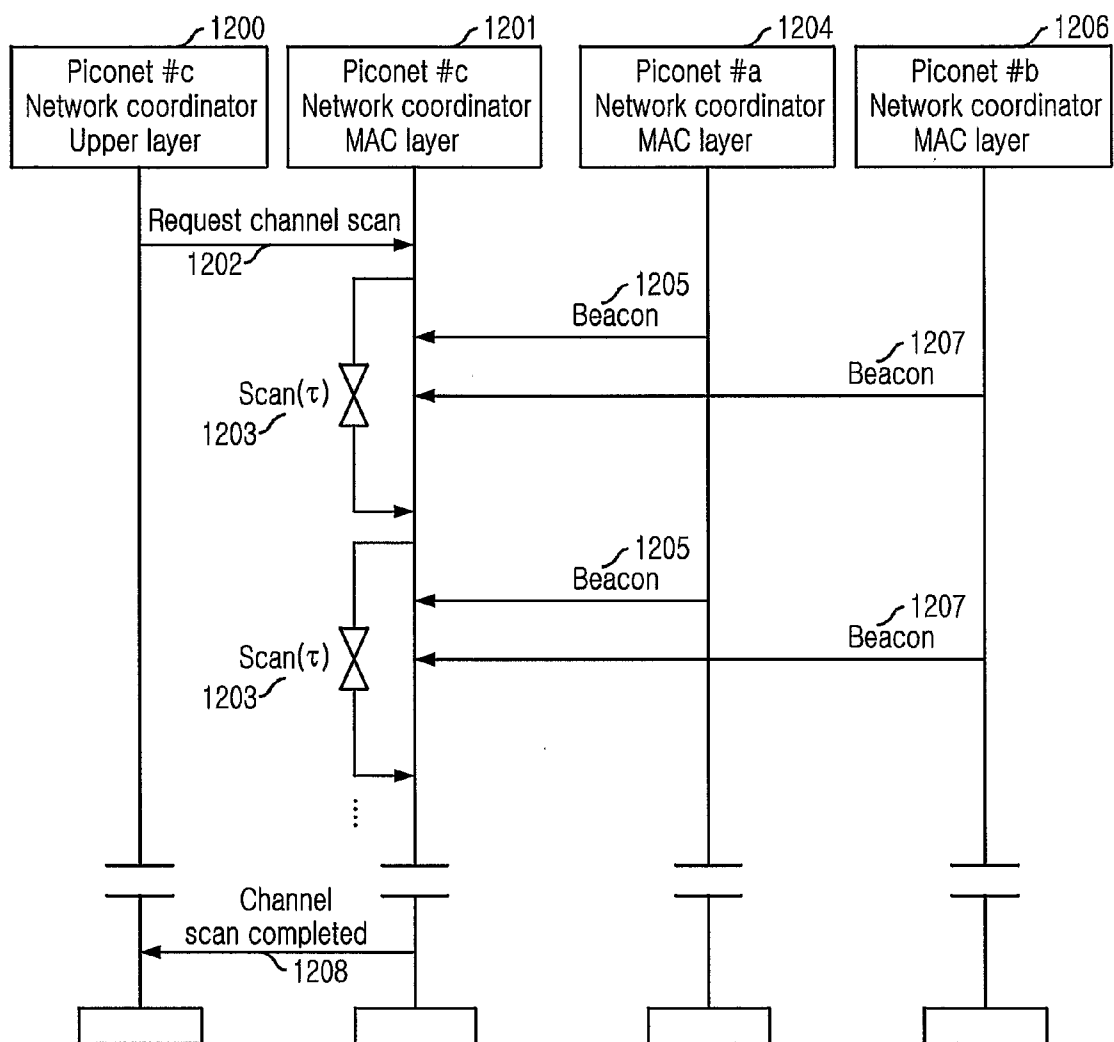 1200
1201
1204
1206
Piconet #c
Network coordinator
Upper layer
Piconet #c
Network coordinator
MAC layer
Piconet #a
Network coordinator
MAC layer
Piconet #b
Network coordinator
MAC layer
Request channel scan
1202
1205
Beacon
1207
Beacon
Scan(τ)
1203
1205
Beacon
1207
Beacon
Scan(τ)
1203
Channel
scan completed
1208